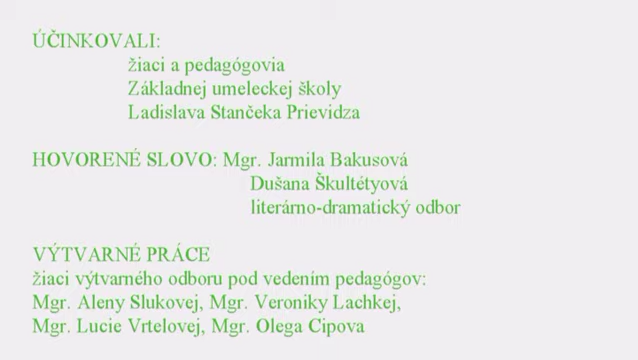 ÚČINKOVALI:
žiaci a pedagógovia
Základnej umeleckej školy
Ladislava Stančeka Prievidza
HOVORENÉ SLOVO: Mgr. Jarmila Bakusová
Dušana Škultétyová
literárno-dramatický odbor
VÝTVARNÉ PRÁCE
žiaci výtvarného odboru pod vedením pedagógov:
Mgr. Aleny Slukovej, Mgr. Veroniky Lachkej,
Mgr. Lucie Vrtelovej, Mgr. Olega Cipova